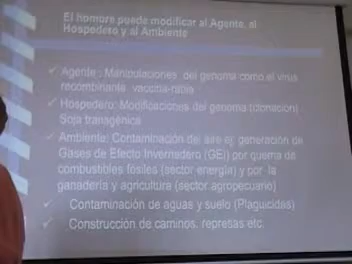 El hombre puede modificar al Agente, al
Hospedero y al Ambiente
Agente : Manipulaciones del genoma como el virus
recombinante vaccinia-rabia
Hospedero: Modificaciones del genoma (clonación)
Soja transgénica
Ambiente: Contaminación del aire ej: generación de
Gases de Efecto Invernadero (GEI) por quema de
combustibles fósiles (sector energía) y por la
ganadería y agricultura (sector agropecuario)
Contaminación de aguas y suelo (Plaguicidas)
Construcción de caminos, represas etc.